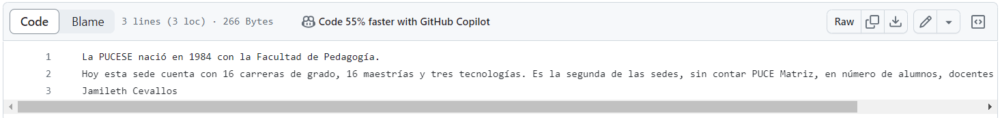 Code Blame 3 lines (3 loc) · 266 Bytes Code 55% faster with GitHub Copilot Raw
1 La PUCESE nació en 1984 con la Facultad de Pedagogía.
2 Hoy esta sede cuenta con 16 carreras de grado, 16 maestrías y tres tecnologías. Es la segunda de las sedes, sin contar PUCE Matriz, en número de alumnos, docentes
3 Jamileth Cevallos